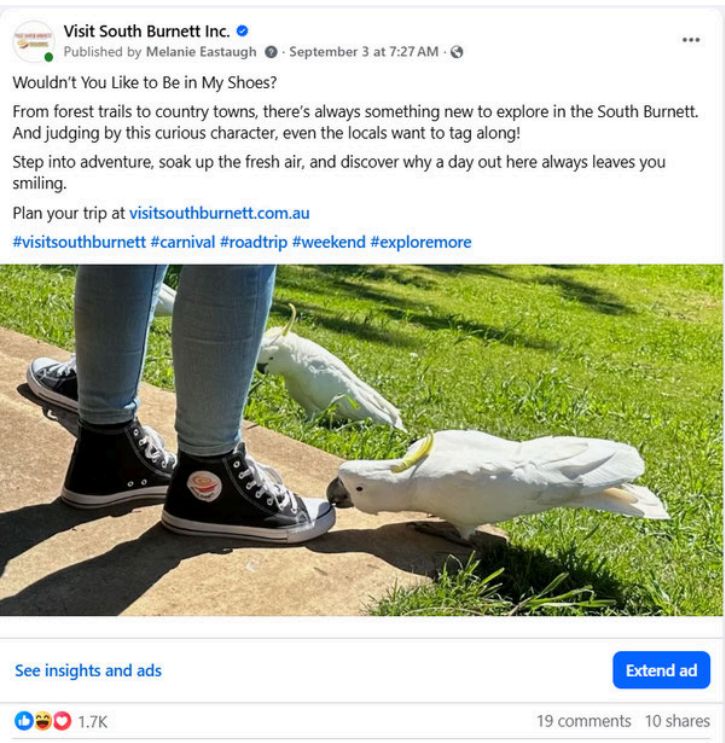 Visit South Burnett Inc.
Published by Melanie Eastaugh · September 3 at 7:27 AM ·
Wouldn't You Like to Be in My Shoes?
From forest trails to country towns, there's always something new to explore in the South Burnett.
And judging by this curious character, even the locals want to tag along!
Step into adventure, soak up the fresh air, and discover why a day out here always leaves you
smiling.
Plan your trip at visitsouthburnett.com.au
#visitsouthburnett #carnival #roadtrip #weekend #exploremore
See insights and ads
Extend ad
1.7K
19 comments 10 shares